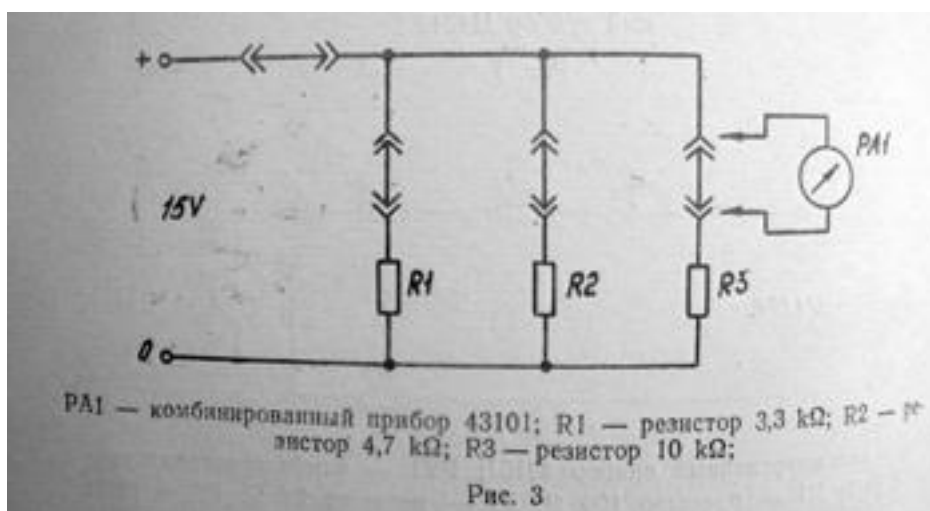 +
PA1
15V
R1
R2
R3
0
PA1 — комбинированный прибор 43101; R1 — резистор 3,3 kΩ; R2 — ре-
зистор 4,7 kΩ; R3 — резистор 10 kΩ;
Рис. 3